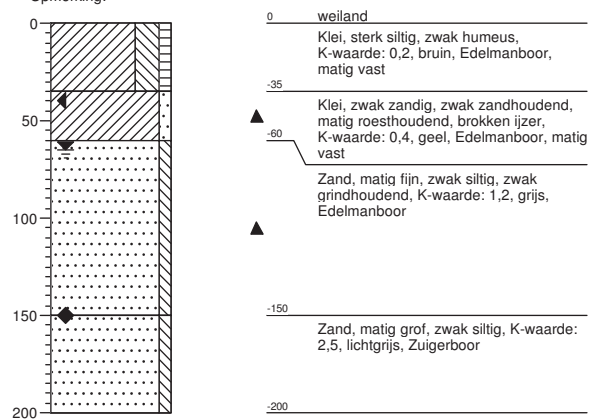 Opmerking:
0
50
100
150
200
0 weiland
Klei, sterk siltig, zwak humeus,
K-waarde: 0,2, bruin, Edelmanboor,
matig vast
-35
Klei, zwak zandig, zwak zandhoudend,
matig roesthoudend, brokken ijzer,
K-waarde: 0,4, geel, Edelmanboor, matig
vast
-60
Zand, matig fijn, zwak siltig, zwak
grindhoudend, K-waarde: 1,2, grijs,
Edelmanboor
-150
Zand, matig grof, zwak siltig, K-waarde:
2,5, lichtgrijs, Zuigerboor
-200